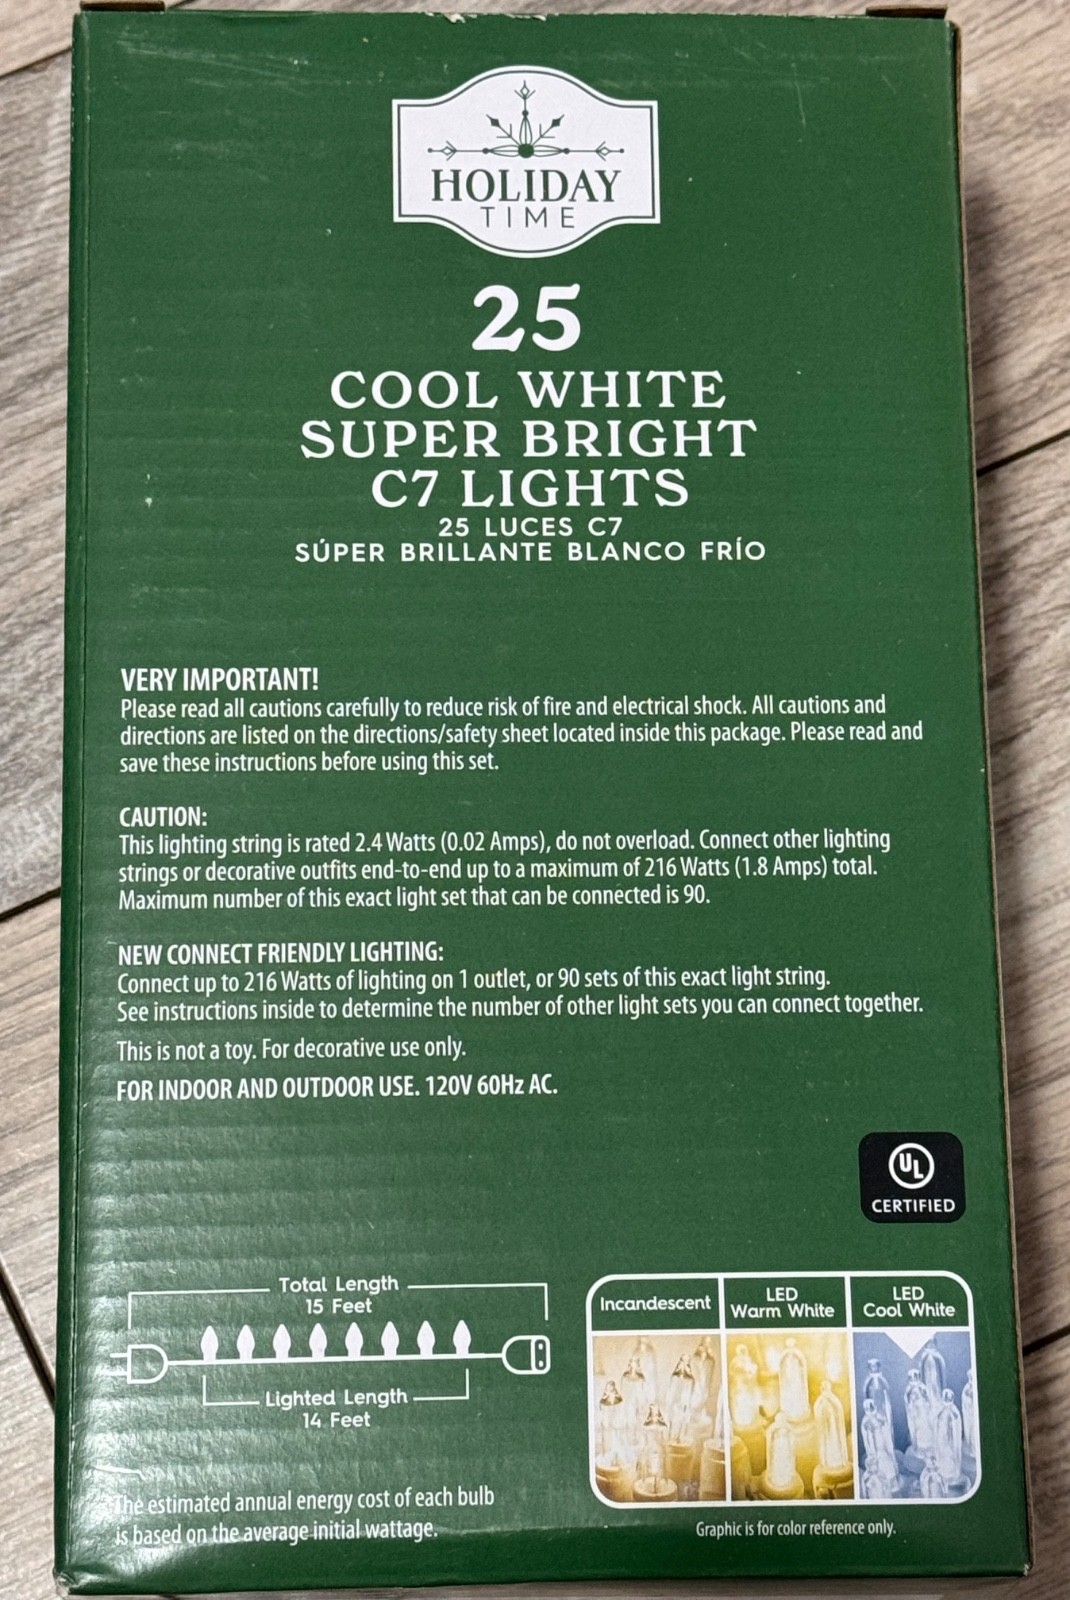 HOLIDAY
TIME
25
COOL WHITE
SUPER BRIGHT
C7 LIGHTS
25 LUCES C7
SÚPER BRILLANTE BLANCO FRÍO
VERY IMPORTANT!
Please read all cautions carefully to reduce risk of fire and electrical shock. All cautions and
directions are listed on the directions/safety sheet located inside this package. Please read and
save these instructions before using this set.
CAUTION:
This lighting string is rated 2.4 Watts (0.02 Amps), do not overload. Connect other lighting
strings or decorative outfits end-to-end up to a maximum of 216 Watts (1.8 Amps) total.
Maximum number of this exact light set that can be connected is 90.
NEW CONNECT FRIENDLY LIGHTING:
Connect up to 216 Watts of lighting on 1 outlet, or 90 sets of this exact light string.
See instructions inside to determine the number of other light sets you can connect together.
This is not a toy. For decorative use only.
FOR INDOOR AND OUTDOOR USE. 120V 60Hz AC.
UL
CERTIFIED
Total Length
15 Feet
Lighted Length
14 Feet
Incandescent
LED
Warm White
LED
Cool White
The estimated annual energy cost of each bulb
is based on the average initial wattage.
Graphic is for color reference only.